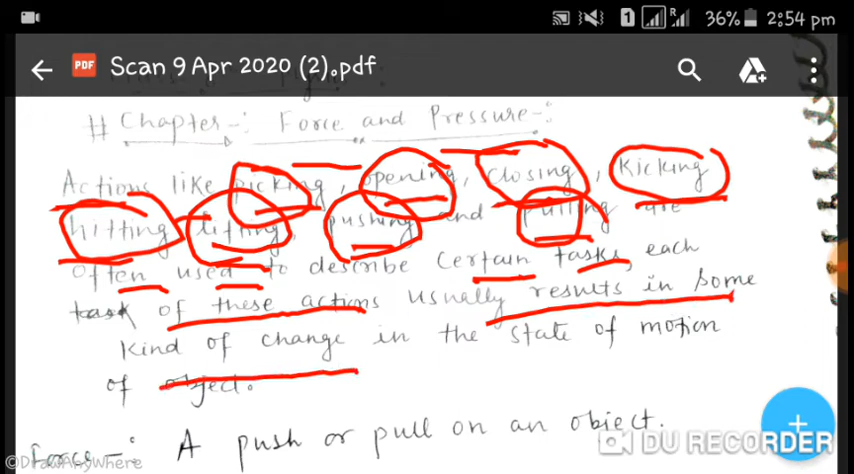 1 R 36% 2:54 pm
PDF Scan 9 Apr 2020 (2).pdf
# Chapter-: Force and Pressure-:
Actions like picking, opening, closing, kicking
hitting lifting, pushing and pulling are
often used to describe certain tasks, each
task of these actions usually results in some
kind of change in the state of motion
of object.
Force-: A push or pull on an object.
DU RECORDER
©DrawAnywhere